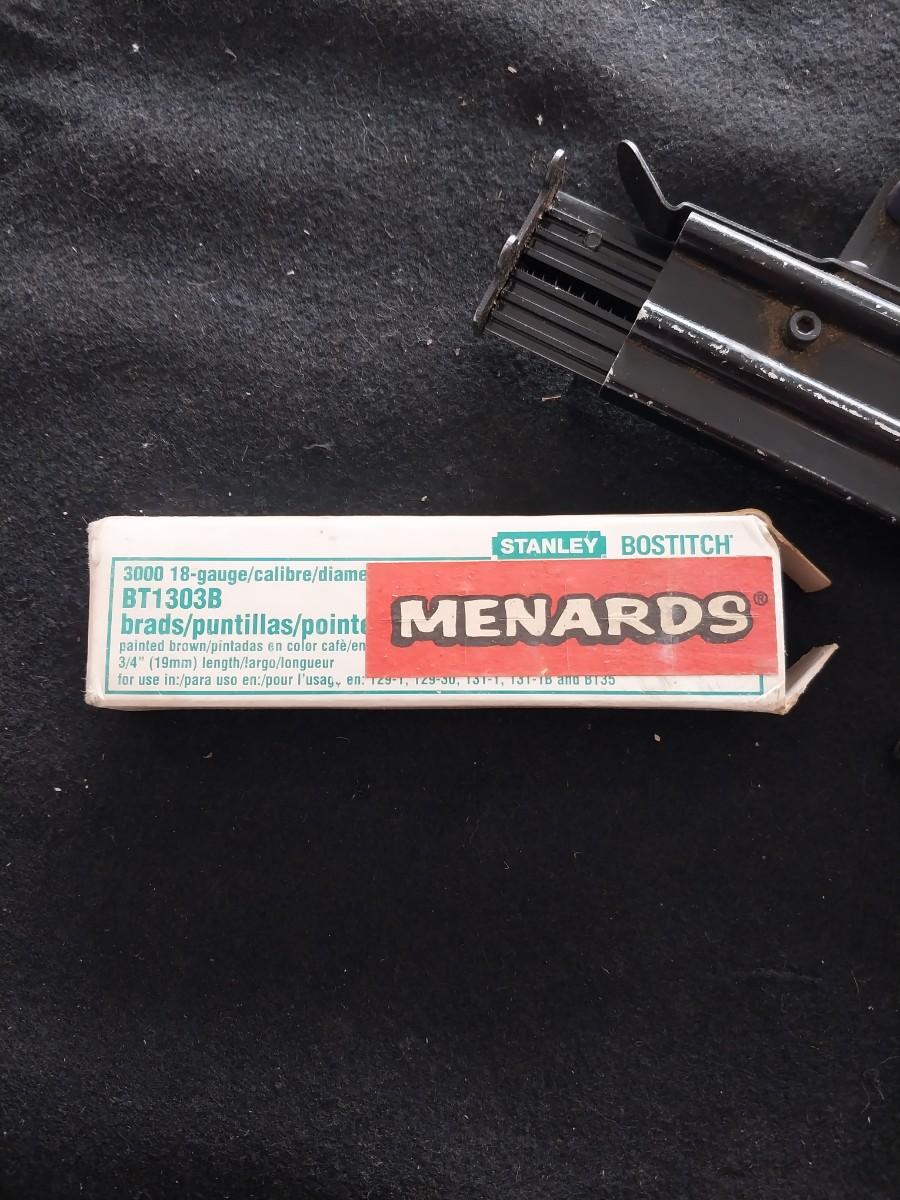 STANLEY BOSTITCH
3000 18-gauge/calibre/diame
BT1303B
brads/puntillas/pointe
MENARDS®
painted brown/pintadas en color cafè/en
3/4" (19mm) length/largo/longueur
for use in:/para uso en:/pour l'usage en: 129-1, 129-30, 131-1, 131-1B and BT35